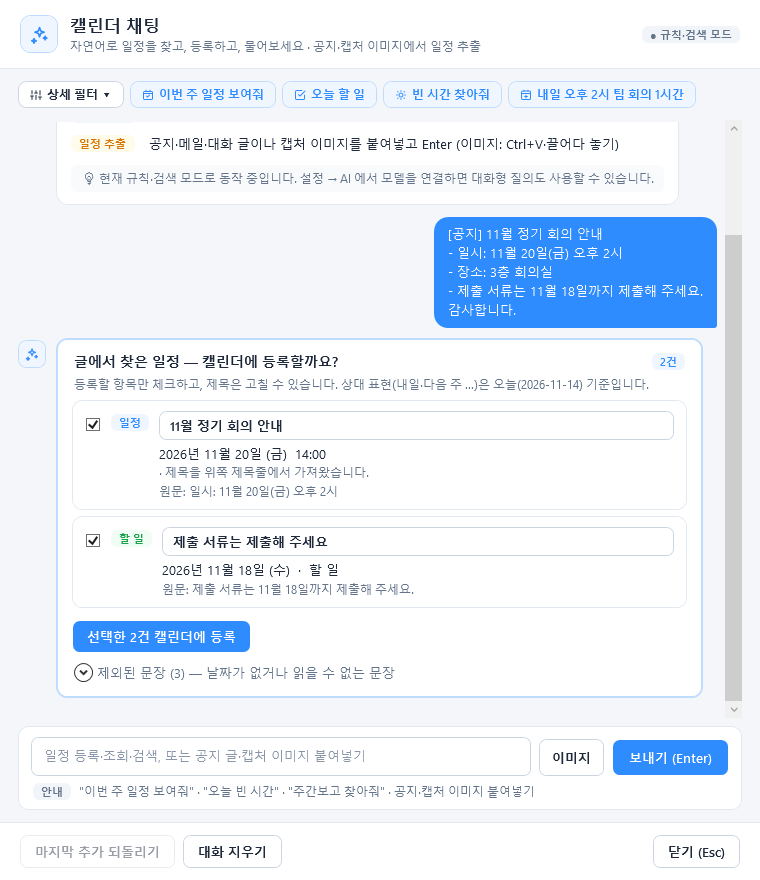 캘린더 채팅
자연어로 일정을 찾고, 등록하고, 물어보세요 · 공지·캡처 이미지에서 일정 추출
● 규칙·검색 모드
상세 필터 ▾
이번 주 일정 보여줘
오늘 할 일
빈 시간 찾아줘
내일 오후 2시 팀 회의 1시간
일정 추출 공지·메일·대화 글이나 캡처 이미지를 붙여넣고 Enter (이미지: Ctrl+V·끌어다 놓기)
현재 규칙·검색 모드로 동작 중입니다. 설정 → AI 에서 모델을 연결하면 대화형 질의도 사용할 수 있습니다.
[공지] 11월 정기 회의 안내
- 일시: 11월 20일(금) 오후 2시
- 장소: 3층 회의실
- 제출 서류는 11월 18일까지 제출해 주세요.
감사합니다.
글에서 찾은 일정 — 캘린더에 등록할까요?
2건
등록할 항목만 체크하고, 제목은 고칠 수 있습니다. 상대 표현(내일·다음 주 ...)은 오늘(2026-11-14) 기준입니다.
일정
11월 정기 회의 안내
2026년 11월 20일 (금) 14:00
· 제목을 위쪽 제목줄에서 가져왔습니다.
원문: 일시: 11월 20일(금) 오후 2시
할 일
제출 서류는 제출해 주세요
2026년 11월 18일 (수) · 할 일
원문: 제출 서류는 11월 18일까지 제출해 주세요.
선택한 2건 캘린더에 등록
제외된 문장 (3) — 날짜가 없거나 읽을 수 없는 문장
일정 등록·조회·검색, 또는 공지 글·캡처 이미지 붙여넣기
이미지
보내기 (Enter)
안내 "이번 주 일정 보여줘" · "오늘 빈 시간" · "주간보고 찾아줘" · 공지·캡처 이미지 붙여넣기
마지막 추가 되돌리기
대화 지우기
닫기 (Esc)